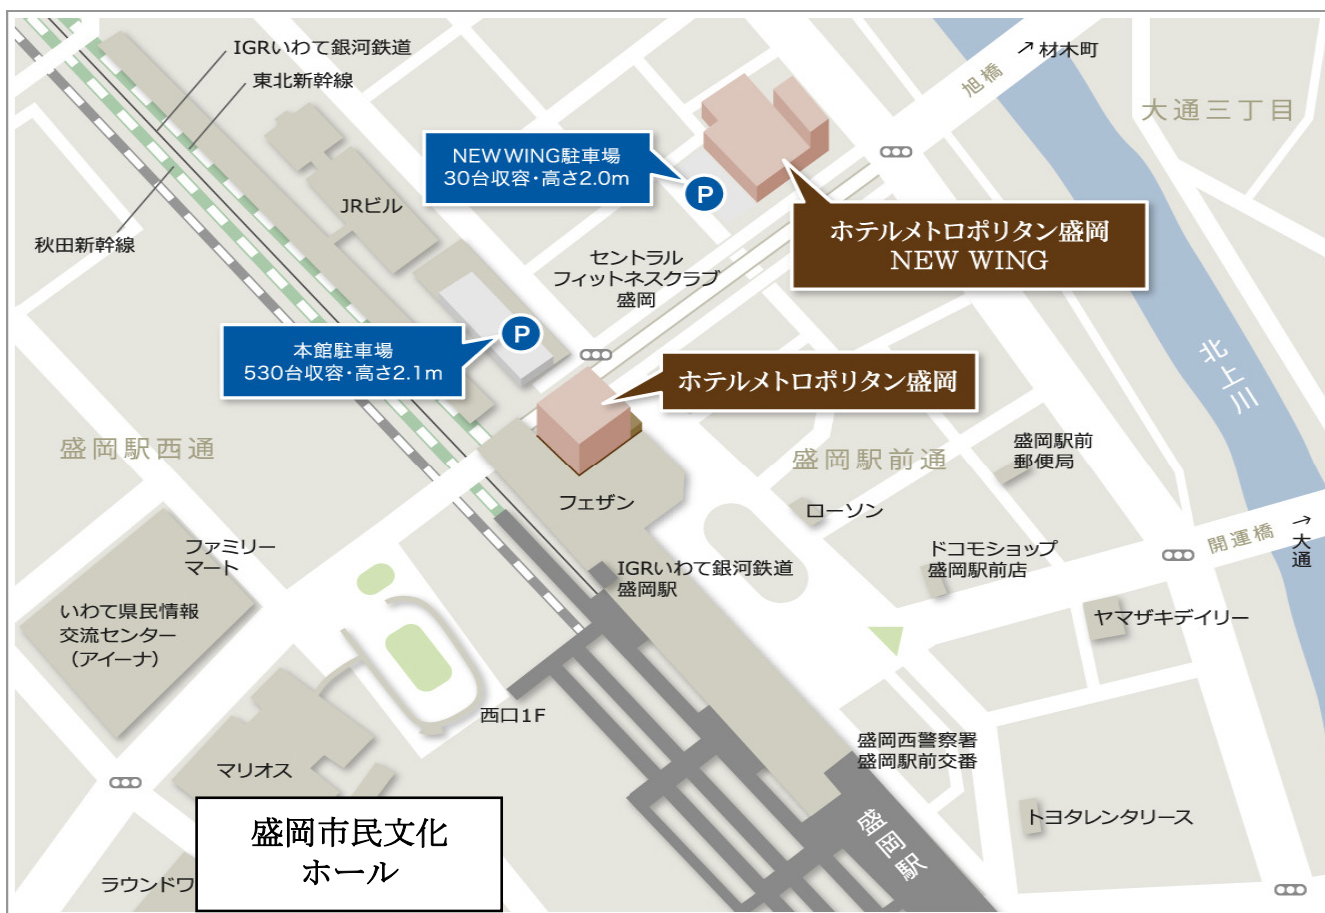 IGRいわて銀河鉄道
東北新幹線
↗材木町
旭橋
大通三丁目
NEW WING駐車場
30台収容・高さ2.0m
P
JRビル
秋田新幹線
ホテルメトロポリタン盛岡
NEW WING
セントラル
フィットネスクラブ
盛岡
本館駐車場
530台収容・高さ2.1m
P
ホテルメトロポリタン盛岡
北上川
盛岡駅西通
盛岡駅前通
盛岡駅前
郵便局
フェザン
ローソン
ファミリー
マート
IGRいわて銀河鉄道
盛岡駅
ドコモショップ
盛岡駅前店
開運橋
→大通
いわて県民情報
交流センター
（アイーナ）
ヤマザキデイリー
西口1F
盛岡西警察署
盛岡駅前交番
マリオス
盛岡市民文化
ホール
盛岡駅
トヨタレンタリース
ラウンドワ